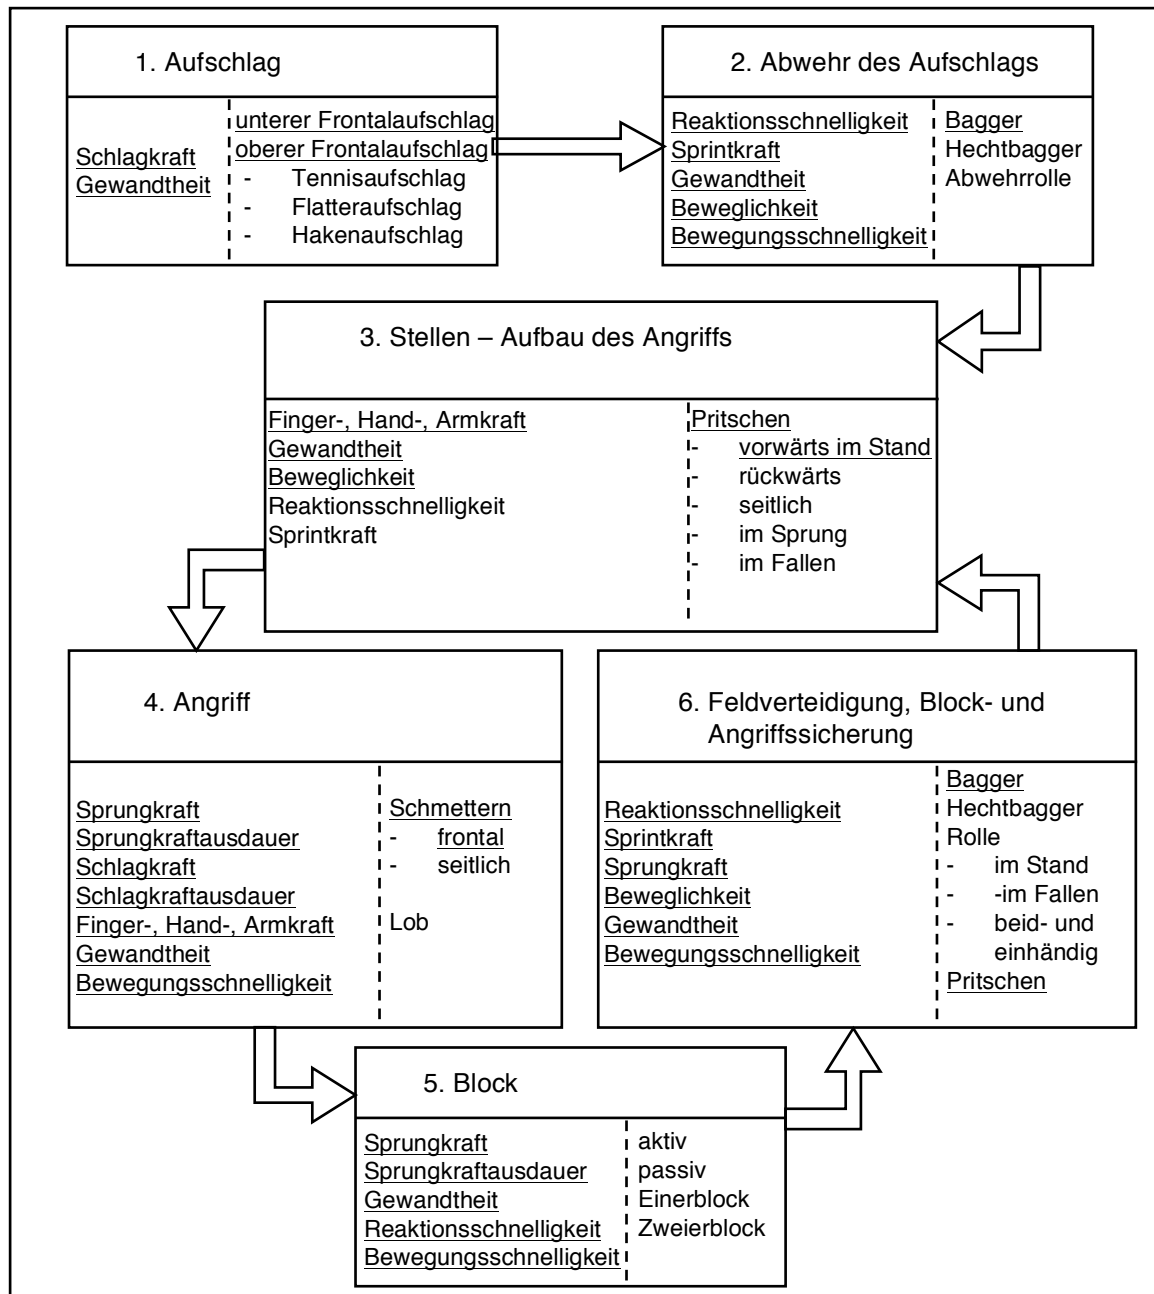 1. Aufschlag
Schlagkraft
Gewandtheit
unterer Frontalaufschlag
oberer Frontalaufschlag
- Tennisaufschlag
- Flatteraufschlag
- Hakenaufschlag
2. Abwehr des Aufschlags
Reaktionsschnelligkeit
Sprintkraft
Gewandtheit
Beweglichkeit
Bewegungsschnelligkeit
Bagger
Hechtbagger
Abwehrrolle
3. Stellen – Aufbau des Angriffs
Finger-, Hand-, Armkraft
Gewandtheit
Beweglichkeit
Reaktionsschnelligkeit
Sprintkraft
Pritschen
- vorwärts im Stand
- rückwärts
- seitlich
- im Sprung
- im Fallen
4. Angriff
Sprungkraft
Sprungkraftausdauer
Schlagkraft
Schlagkraftausdauer
Finger-, Hand-, Armkraft
Gewandtheit
Bewegungsschnelligkeit
Schmettern
- frontal
- seitlich
Lob
5. Block
Sprungkraft
Sprungkraftausdauer
Gewandtheit
Reaktionsschnelligkeit
Bewegungsschnelligkeit
aktiv
passiv
Einerblock
Zweierblock
6. Feldverteidigung, Block- und
Angriffssicherung
Reaktionsschnelligkeit
Sprintkraft
Sprungkraft
Beweglichkeit
Gewandtheit
Bewegungsschnelligkeit
Bagger
Hechtbagger
Rolle
- im Stand
- -im Fallen
- beid- und
einhändig
Pritschen